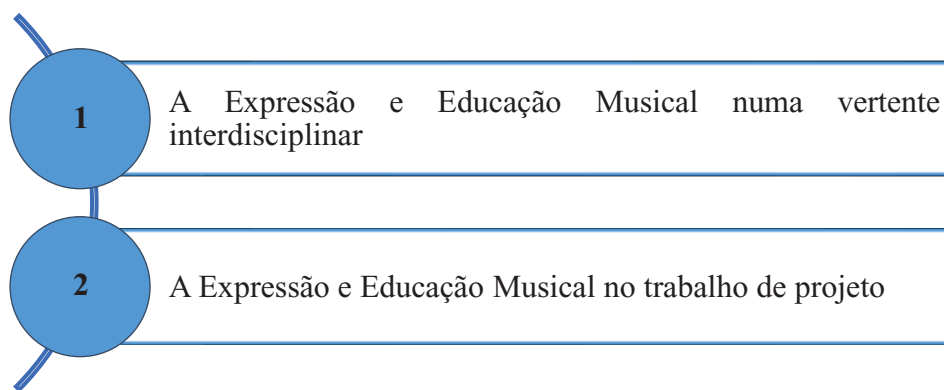 1
A Expressão e Educação Musical numa vertente
interdisciplinar
2
A Expressão e Educação Musical no trabalho de projeto